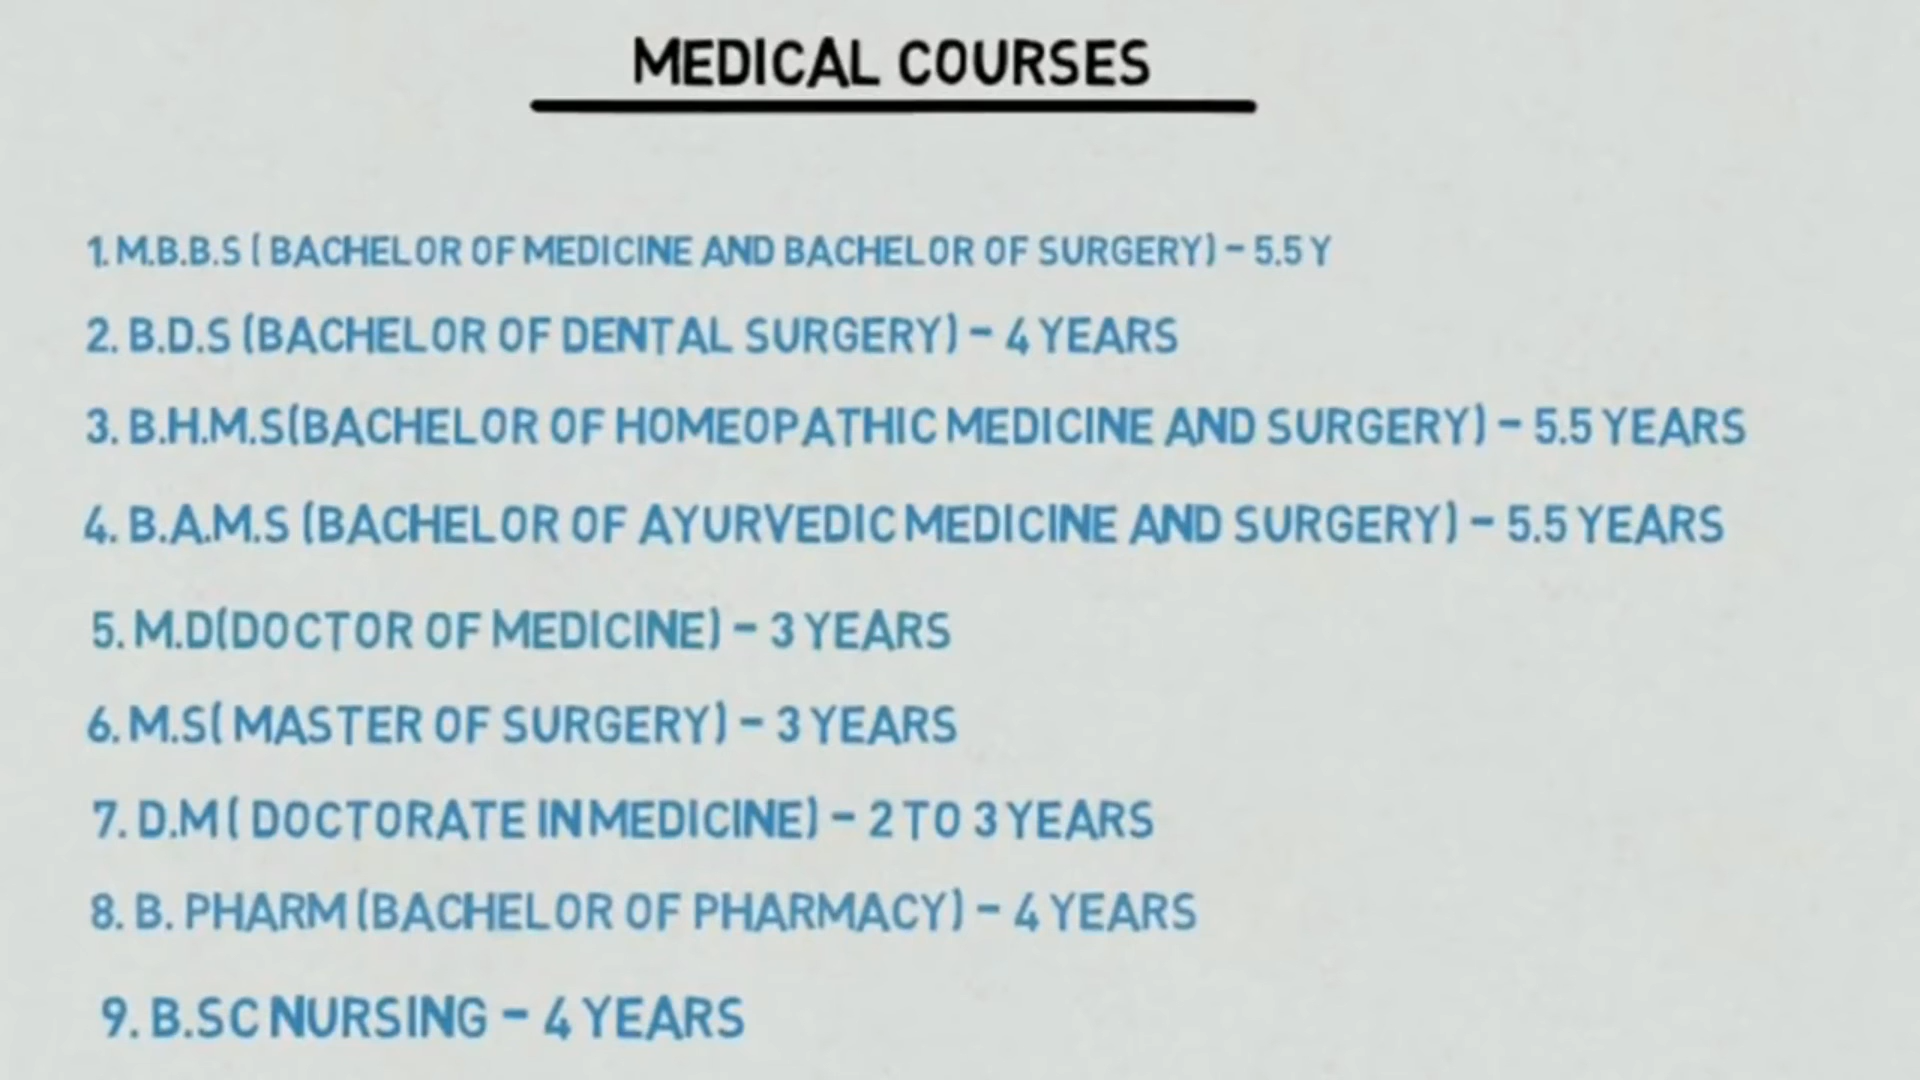 MEDICAL COURSES
1. M.B.B.S ( BACHELOR OF MEDICINE AND BACHELOR OF SURGERY) - 5.5 Y
2. B.D.S (BACHELOR OF DENTAL SURGERY) - 4 YEARS
3. B.H.M.S(BACHELOR OF HOMEOPATHIC MEDICINE AND SURGERY) - 5.5 YEARS
4. B.A.M.S (BACHELOR OF AYURVEDIC MEDICINE AND SURGERY) - 5.5 YEARS
5. M.D(DOCTOR OF MEDICINE) - 3 YEARS
6. M.S( MASTER OF SURGERY) - 3 YEARS
7. D.M ( DOCTORATE IN MEDICINE) - 2 TO 3 YEARS
8. B. PHARM (BACHELOR OF PHARMACY) - 4 YEARS
9. B.SC NURSING - 4 YEARS